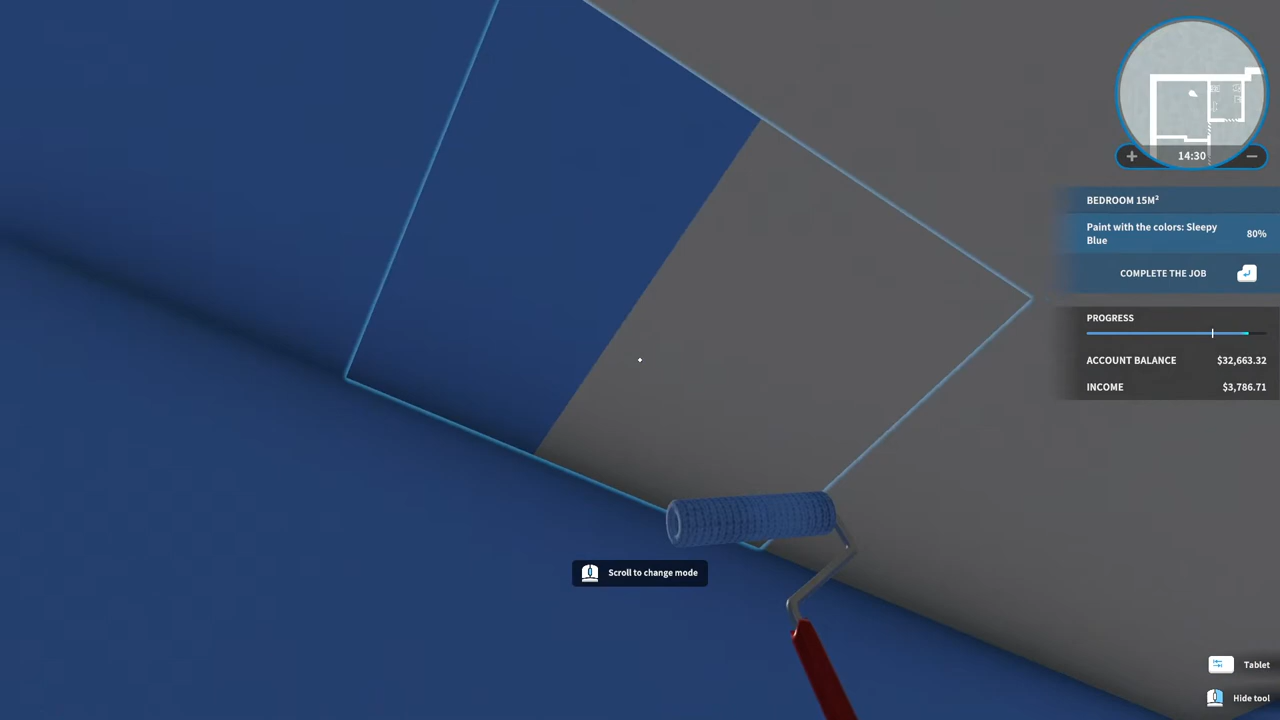 14:30
BEDROOM 15M²
Paint with the colors: Sleepy
Blue
80%
COMPLETE THE JOB
PROGRESS
ACCOUNT BALANCE $32,663.32
INCOME $3,786.71
Scroll to change mode
Tablet
Hide tool